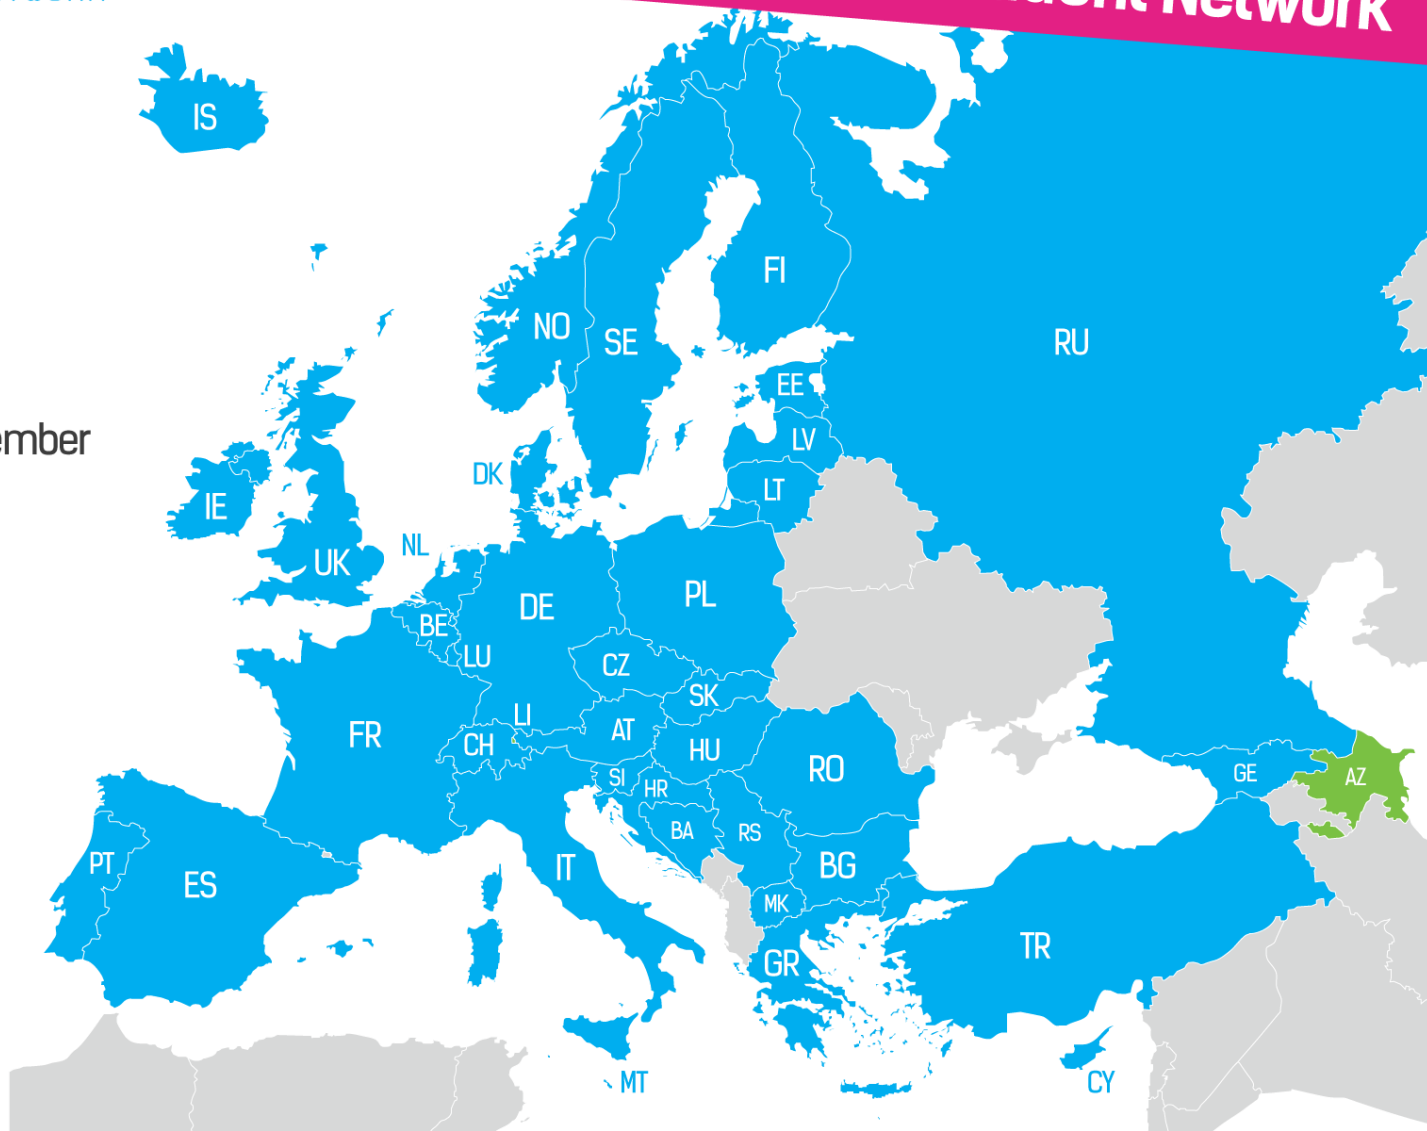 Network
IS
FI
NO
SE
RU
EE
LV
DK
LT
IE
NL
UK
PL
DE
BE
LU
CZ
SK
LI
AT
FR
CH
HU
RO
GE
AZ
SI
HR
BA
RS
PT
ES
IT
BG
MK
TR
GR
MT
CY